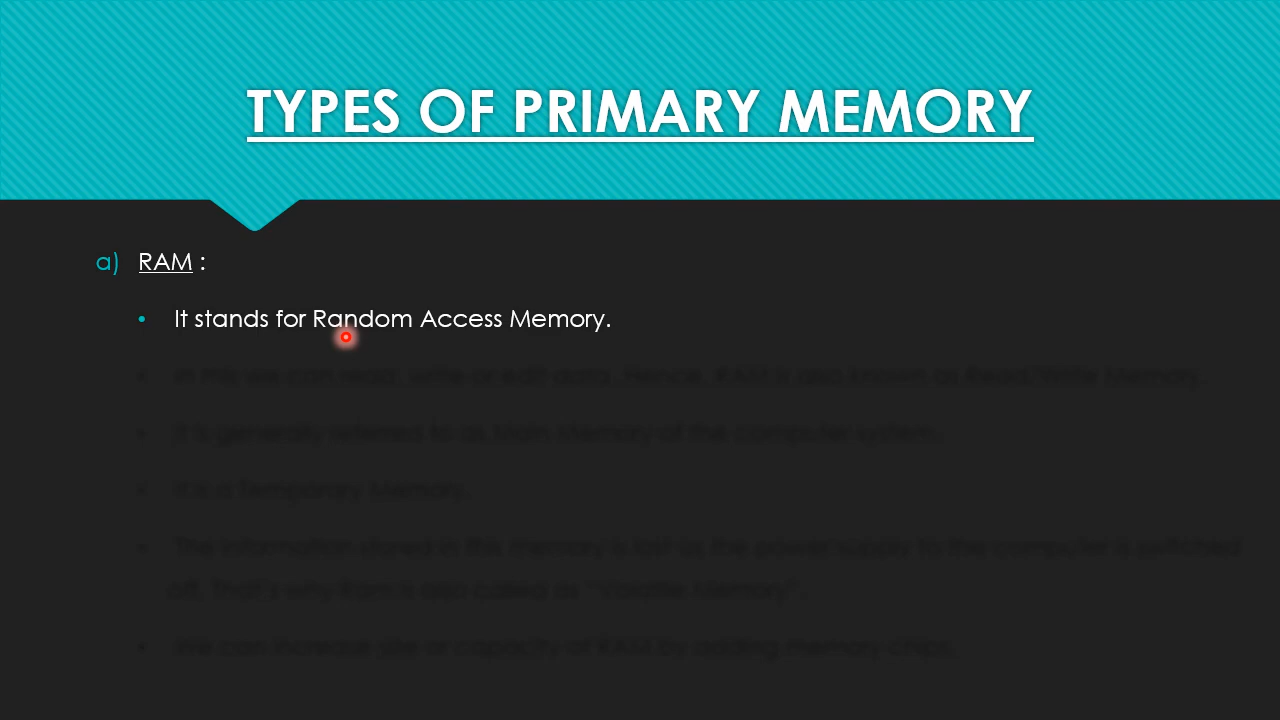 TYPES OF PRIMARY MEMORY
a) RAM :
• It stands for Random Access Memory.
• In this we can read, write or edit data. Hence, RAM is also known as Read/Write Memory.
• It is generally referred to as Main Memory of the computer system.
• It is a Temporary Memory.
• The information stored in this memory is lost as the power supply to the computer is switched
off. That's why Ram is also called as "Volatile Memory".
• We can increase size or capacity of RAM by adding memory chips.